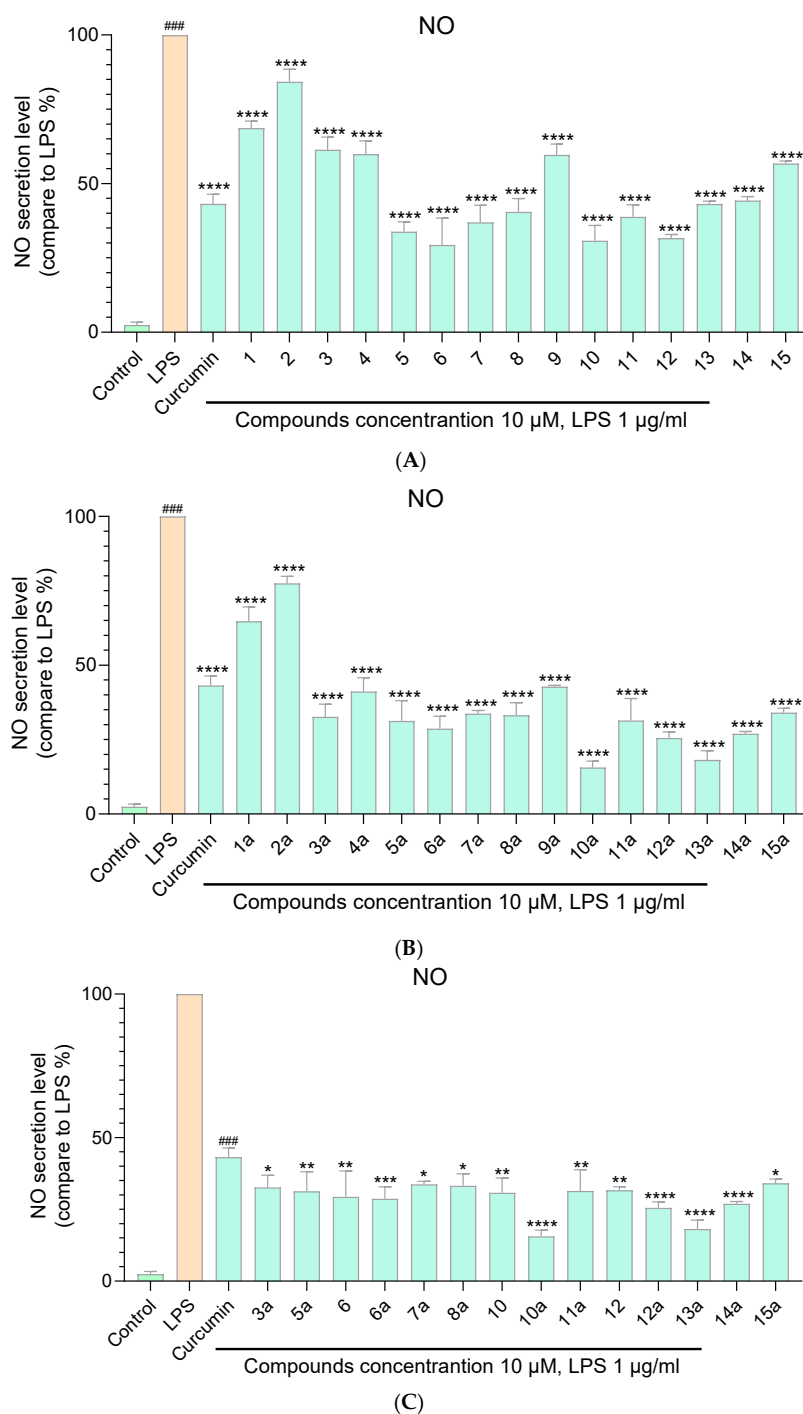 NO
NO secretion level
(compare to LPS %)
100
50
0
###
**** **** **** **** **** **** **** **** **** **** **** **** **** **** **** ****
Control LPS Curcumin 1 2 3 4 5 6 7 8 9 10 11 12 13 14 15
Compounds concentrantion 10 μM, LPS 1 μg/ml
(A)
NO
NO secretion level
(compare to LPS %)
100
50
0
###
**** **** **** **** **** **** **** **** **** **** **** **** **** **** **** ****
Control LPS Curcumin 1a 2a 3a 4a 5a 6a 7a 8a 9a 10a 11a 12a 13a 14a 15a
Compounds concentrantion 10 μM, LPS 1 μg/ml
(B)
NO
NO secretion level
(compare to LPS %)
100
50
0
### * ** ** *** * * ** **** ** ** **** **** **** *
Control LPS Curcumin 3a 5a 6 6a 7a 8a 10 10a 11a 12 12a 13a 14a 15a
Compounds concentrantion 10 μM, LPS 1 μg/ml
(C)